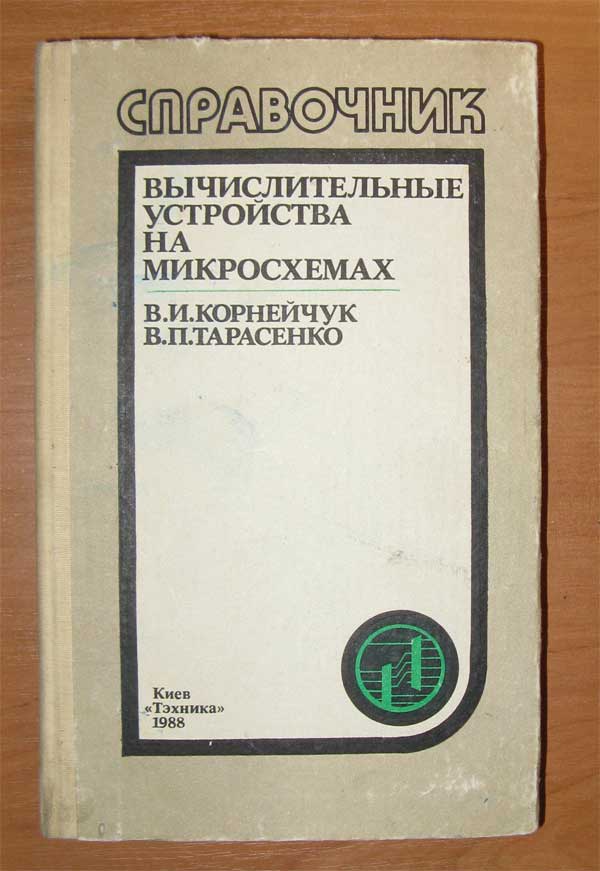 СПРАВОЧНИК
ВЫЧИСЛИТЕЛЬНЫЕ
УСТРОЙСТВА
НА
МИКРОСХЕМАХ
В.И.КОРНЕЙЧУК
В.П.ТАРАСЕНКО
Киев
«Тэхника»
1988